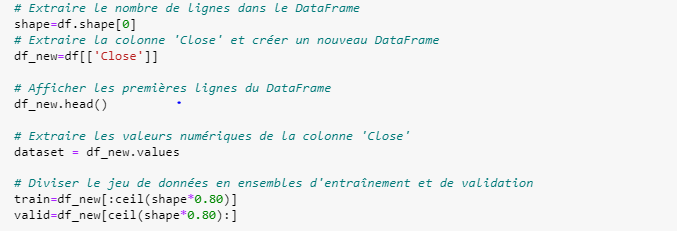 # Extraire le nombre de lignes dans le DataFrame
shape=df.shape[0]
# Extraire la colonne 'Close' et créer un nouveau DataFrame
df_new=df[['Close']]
# Afficher les premières lignes du DataFrame
df_new.head()
# Extraire les valeurs numériques de la colonne 'Close'
dataset = df_new.values
# Diviser le jeu de données en ensembles d'entraînement et de validation
train=df_new[:ceil(shape*0.80)]
valid=df_new[ceil(shape*0.80):]